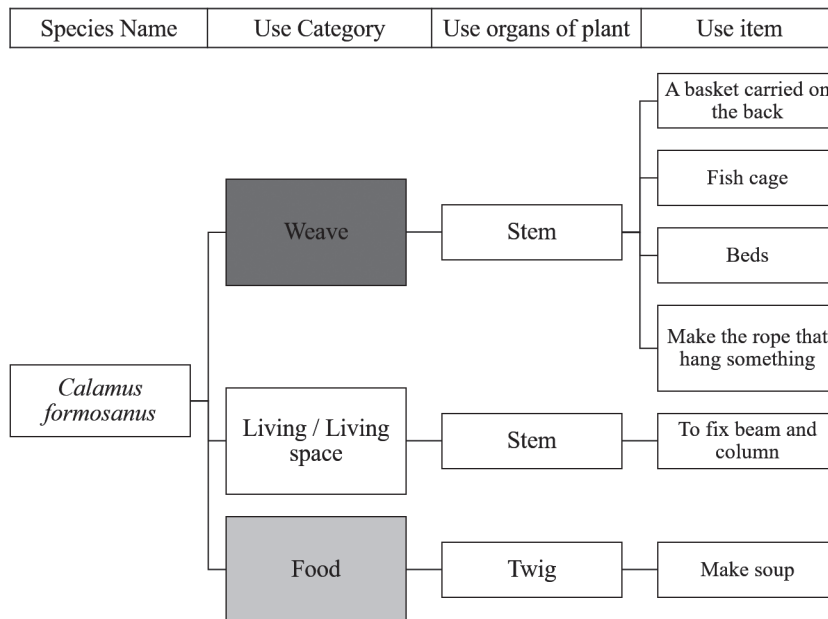 Species Name
Use Category
Use organs of plant
Use item
A basket carried on
the back
Fish cage
Weave
Stem
Beds
Make the rope that
hang something
Calamus
formosanus
Living / Living
space
Stem
To fix beam and
column
Food
Twig
Make soup